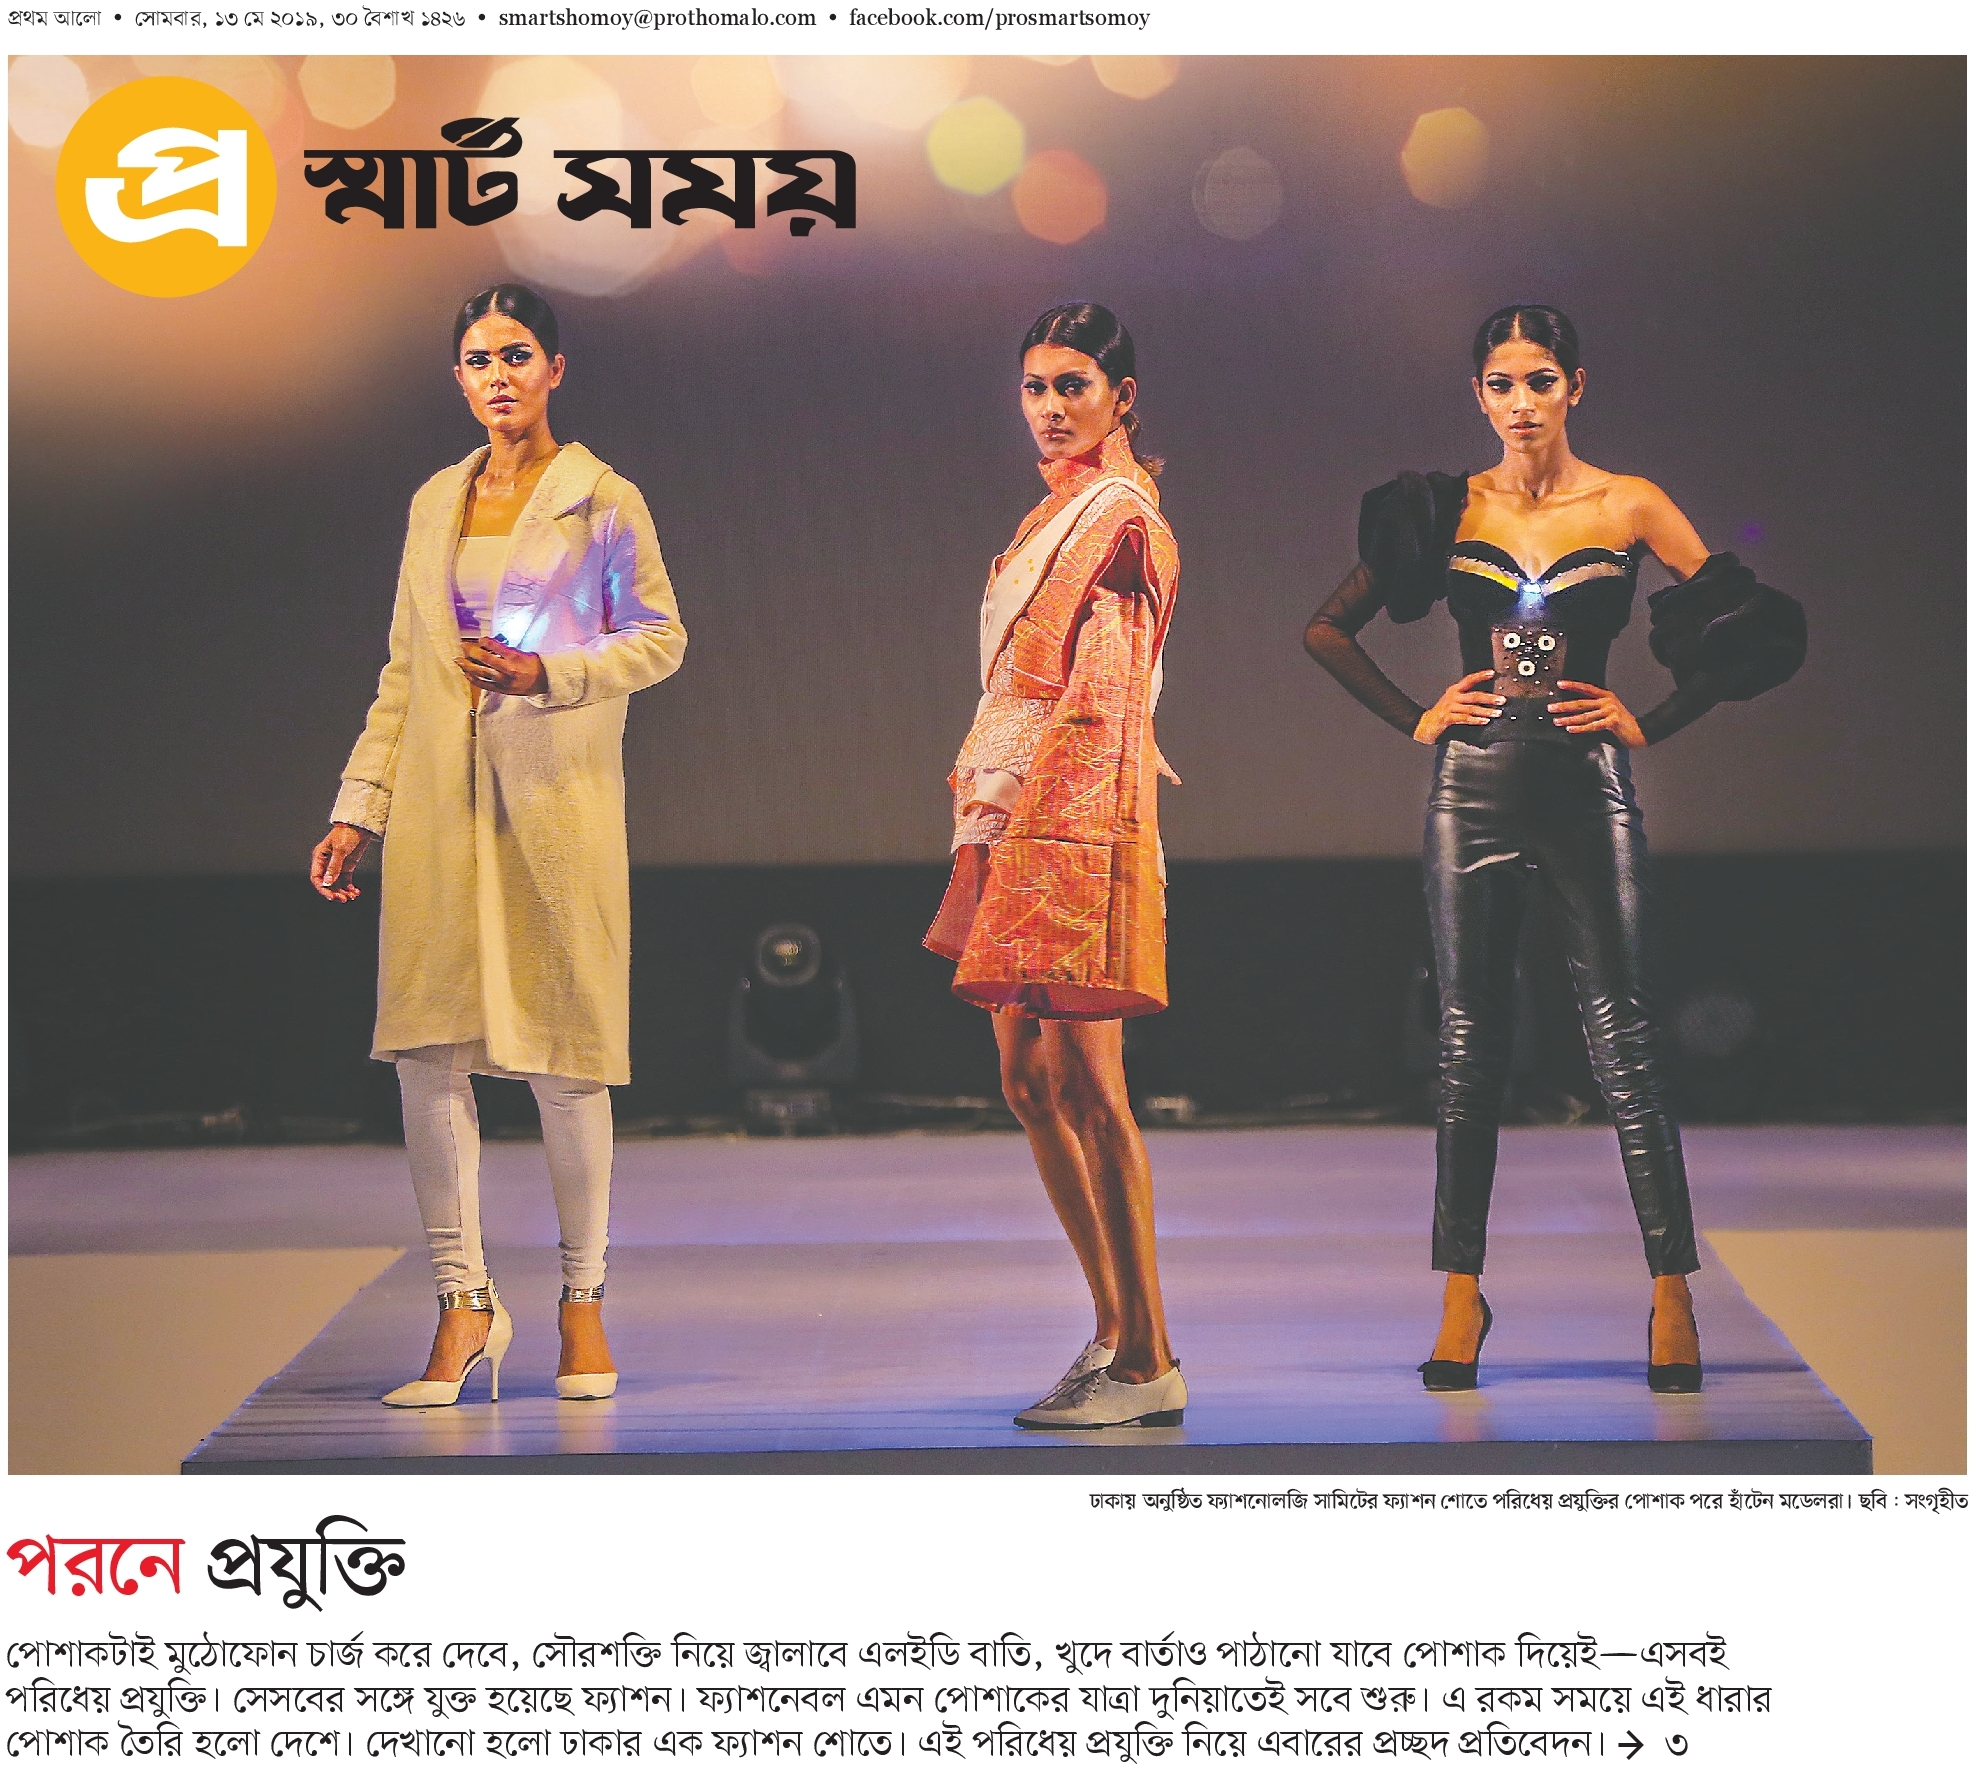 প্রথম আলো • সোমবার, ১৩ মে ২০১৯, ৩০ বৈশাখ ১৪২৬ • smartshomoy@prothomalo.com • facebook.com/prosmartsomoy
প্র স্মার্ট সময়
ঢাকায় অনুষ্ঠিত ফ্যাশনোলজি সামিটের ফ্যাশন শোতে পরিধেয় প্রযুক্তির পোশাক পরে হাঁটেন মডেলরা। ছবি : সংগৃহীত
পরনে প্রযুক্তি
পোশাকটাই মুঠোফোন চার্জ করে দেবে, সৌরশক্তি নিয়ে জ্বালাবে এলইডি বাতি, খুদে বার্তাও পাঠানো যাবে পোশাক দিয়েই—এসবই
পরিধেয় প্রযুক্তি। সেসবের সঙ্গে যুক্ত হয়েছে ফ্যাশন। ফ্যাশনেবল এমন পোশাকের যাত্রা দুনিয়াতেই সবে শুরু। এ রকম সময়ে এই ধারার
পোশাক তৈরি হলো দেশে। দেখানো হলো ঢাকার এক ফ্যাশন শোতে। এই পরিধেয় প্রযুক্তি নিয়ে এবারের প্রচ্ছদ প্রতিবেদন। → ৩